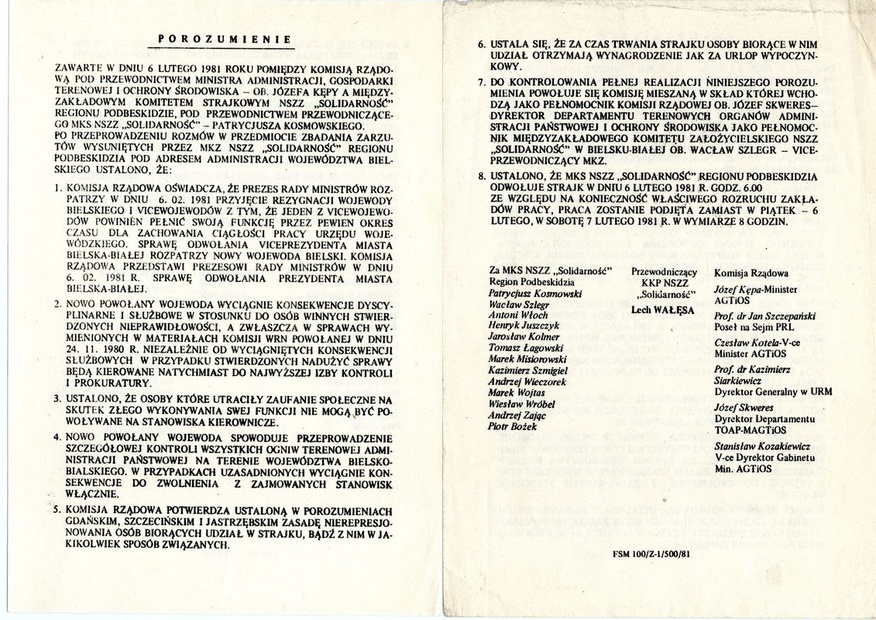 POROZUMIENIE
ZAWARTE W DNIU 6 LUTEGO 1981 ROKU POMIĘDZY KOMISJĄ RZĄDO-
WĄ POD PRZEWODNICTWEM MINISTRA ADMINISTRACJI, GOSPODARKI
TERENOWEJ I OCHRONY ŚRODOWISKA – OB. JÓZEFA KĘPY A MIĘDZY-
ZAKŁADOWYM KOMITETEM STRAJKOWYM NSZZ „SOLIDARNOŚĆ”
REGIONU PODBESKIDZIE, POD PRZEWODNICTWEM PRZEWODNICZĄCE-
GO MKS NSZZ „SOLIDARNOŚĆ” – PATRYCJUSZA KOSMOWSKIEGO.
PO PRZEPROWADZENIU ROZMÓW W PRZEDMIOCIE ZBADANIA ZARZU-
TÓW WYSUNIĘTYCH PRZEZ MKZ NSZZ „SOLIDARNOŚĆ” REGIONU
PODBESKIDZIA POD ADRESEM ADMINISTRACJI WOJEWÓDZTWA BIEL-
SKIEGO USTALONO, ŻE:
1. KOMISJA RZĄDOWA OŚWIADCZA, ŻE PREZES RADY MINISTRÓW ROZ-
PATRZY W DNIU 6. 02. 1981 PRZYJĘCIE REZYGNACJI WOJEWODY
BIELSKIEGO I VICEWOJEWODÓW Z TYM, ŻE JEDEN Z VICEWOJEWO-
DÓW POWINIEN PEŁNIĆ SWOJĄ FUNKCJĘ PRZEZ PEWIEN OKRES
CZASU DLA ZACHOWANIA CIĄGŁOŚCI PRACY URZĘDU WOJE-
WÓDZKIEGO. SPRAWĘ ODWOŁANIA VICEPREZYDENTA MIASTA
BIELSKA-BIAŁEJ ROZPATRZY NOWY WOJEWODA BIELSKI. KOMISJA
RZĄDOWA PRZEDSTAWI PREZESOWI RADY MINISTRÓW W DNIU
6. 02. 1981 R. SPRAWĘ ODWOŁANIA PREZYDENTA MIASTA
BIELSKA-BIAŁEJ.
2. NOWO POWOŁANY WOJEWODA WYCIĄGNIE KONSEKWENCJE DYSCY-
PLINARNE I SŁUŻBOWE W STOSUNKU DO OSÓB WINNYCH STWIER-
DZONYCH NIEPRAWIDŁOWOŚCI, A ZWŁASZCZA W SPRAWACH WY-
MIENIONYCH W MATERIAŁACH KOMISJI WRN POWOŁANEJ W DNIU
24. 11. 1980 R. NIEZALEŻNIE OD WYCIĄGNIĘTYCH KONSEKWENCJI
SŁUŻBOWYCH W PRZYPADKU STWIERDZONYCH NADUŻYĆ SPRAWY
BĘDĄ KIEROWANE NATYCHMIAST DO NAJWYŻSZEJ IZBY KONTROLI
I PROKURATURY.
3. USTALONO, ŻE OSOBY KTÓRE UTRACIŁY ZAUFANIE SPOŁECZNE NA
SKUTEK ZŁEGO WYKONYWANIA SWEJ FUNKCJI NIE MOGĄ BYĆ PO-
WOŁYWANE NA STANOWISKA KIEROWNICZE.
4. NOWO POWOŁANY WOJEWODA SPOWODUJE PRZEPROWADZENIE
SZCZEGÓŁOWEJ KONTROLI WSZYSTKICH OGNIW TERENOWEJ ADMI-
NISTRACJI PAŃSTWOWEJ NA TERENIE WOJEWÓDZTWA BIELSKO-
BIALSKIEGO. W PRZYPADKACH UZASADNIONYCH WYCIĄGNIE KON-
SEKWENCJE DO ZWOLNIENIA Z ZAJMOWANYCH STANOWISK
WŁĄCZNIE.
5. KOMISJA RZĄDOWA POTWIERDZA USTALONĄ W POROZUMIENIACH
GDAŃSKIM, SZCZECIŃSKIM I JASTRZĘBSKIM ZASADĘ NIEREPRESJO-
NOWANIA OSÓB BIORĄCYCH UDZIAŁ W STRAJKU, BĄDŹ Z NIM W JA-
KIKOLWIEK SPOSÓB ZWIĄZANYCH.
6. USTALA SIĘ, ŻE ZA CZAS TRWANIA STRAJKU OSOBY BIORĄCE W NIM
UDZIAŁ OTRZYMAJĄ WYNAGRODZENIE JAK ZA URLOP WYPOCZYN-
KOWY.
7. DO KONTROLOWANIA PEŁNEJ REALIZACJI NINIEJSZEGO POROZU-
MIENIA POWOŁUJE SIĘ KOMISJĘ MIESZANĄ W SKŁAD KTÓREJ WCHO-
DZĄ JAKO PEŁNOMOCNIK KOMISJI RZĄDOWEJ OB. JÓZEF SKWERES–
DYREKTOR DEPARTAMENTU TERENOWYCH ORGANÓW ADMINI-
STRACJI PAŃSTWOWEJ I OCHRONY ŚRODOWISKA JAKO PEŁNOMOC-
NIK MIĘDZYZAKŁADOWEGO KOMITETU ZAŁOŻYCIELSKIEGO NSZZ
„SOLIDARNOŚĆ” W BIELSKU-BIAŁEJ OB. WACŁAW SZLEGR – VICE-
PRZEWODNICZĄCY MKZ.
8. USTALONO, ŻE MKS NSZZ „SOLIDARNOŚĆ” REGIONU PODBESKIDZIA
ODWOŁUJE STRAJK W DNIU 6 LUTEGO 1981 R. GODZ. 6.00
ZE WZGLĘDU NA KONIECZNOŚĆ WŁAŚCIWEGO ROZRUCHU ZAKŁA-
DÓW PRACY, PRACA ZOSTANIE PODJĘTA ZAMIAST W PIĄTEK – 6
LUTEGO, W SOBOTĘ 7 LUTEGO 1981 R. W WYMIARZE 8 GODZIN.
Za MKS NSZZ „Solidarność”
Region Podbeskidzia
Patrycjusz Kosmowski
Wacław Szlegr
Antoni Włoch
Henryk Juszczyk
Jarosław Kolmer
Tomasz Łagowski
Marek Misiorowski
Kazimierz Szmigiel
Andrzej Wieczorek
Marek Wojtas
Wiesław Wróbel
Andrzej Zając
Piotr Bożek
Przewodniczący
KKP NSZZ
„Solidarność”
Lech WAŁĘSA
Komisja Rządowa
Józef Kępa-Minister
AGTiOS
Prof. dr Jan Szczepański
Poseł na Sejm PRL
Czesław Kotela-V-ce
Minister AGTiOS
Prof. dr Kazimierz
Siarkiewicz
Dyrektor Generalny w URM
Józef Skweres
Dyrektor Departamentu
TOAP-MAGTiOS
Stanisław Kozakiewicz
V-ce Dyrektor Gabinetu
Min. AGTiOS
FSM 100/Z-1/500/81